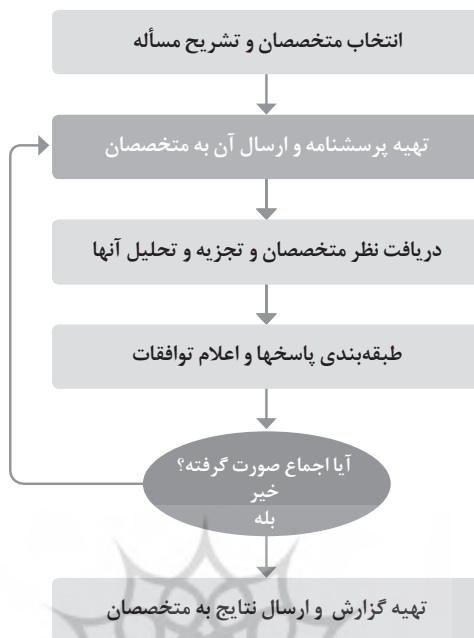 انتخاب متخصصان و تشریح مسأله
تهیه پرسشنامه و ارسال آن به متخصصان
دریافت نظر متخصصان و تجزیه و تحلیل آنها
طبقه‌بندی پاسخها و اعلام توافقات
آیا اجماع صورت گرفته؟
خیر
بله
تهیه گزارش و ارسال نتایج به متخصصان